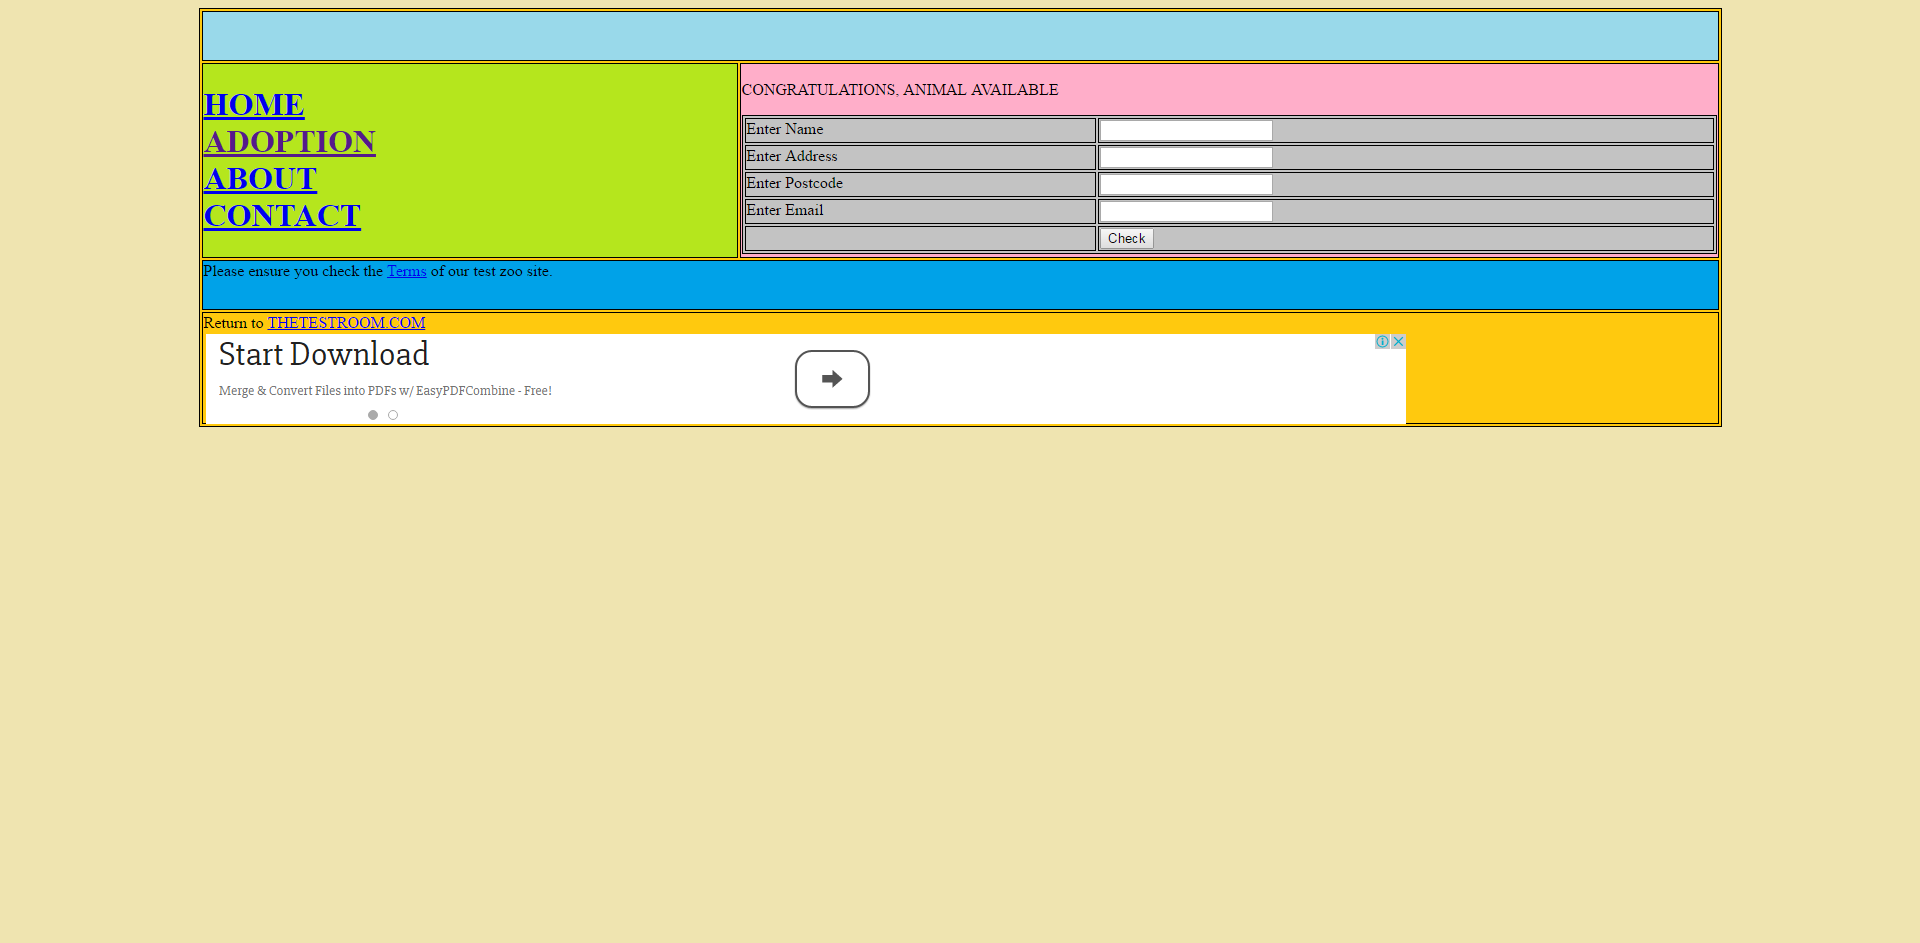 HOME
ADOPTION
ABOUT
CONTACT
CONGRATULATIONS, ANIMAL AVAILABLE
Enter Name
Enter Address
Enter Postcode
Enter Email
Check
Please ensure you check the Terms of our test zoo site.
Return to THETESTROOM.COM
Start Download
Merge & Convert Files into PDFs w/ EasyPDFCombine - Free!